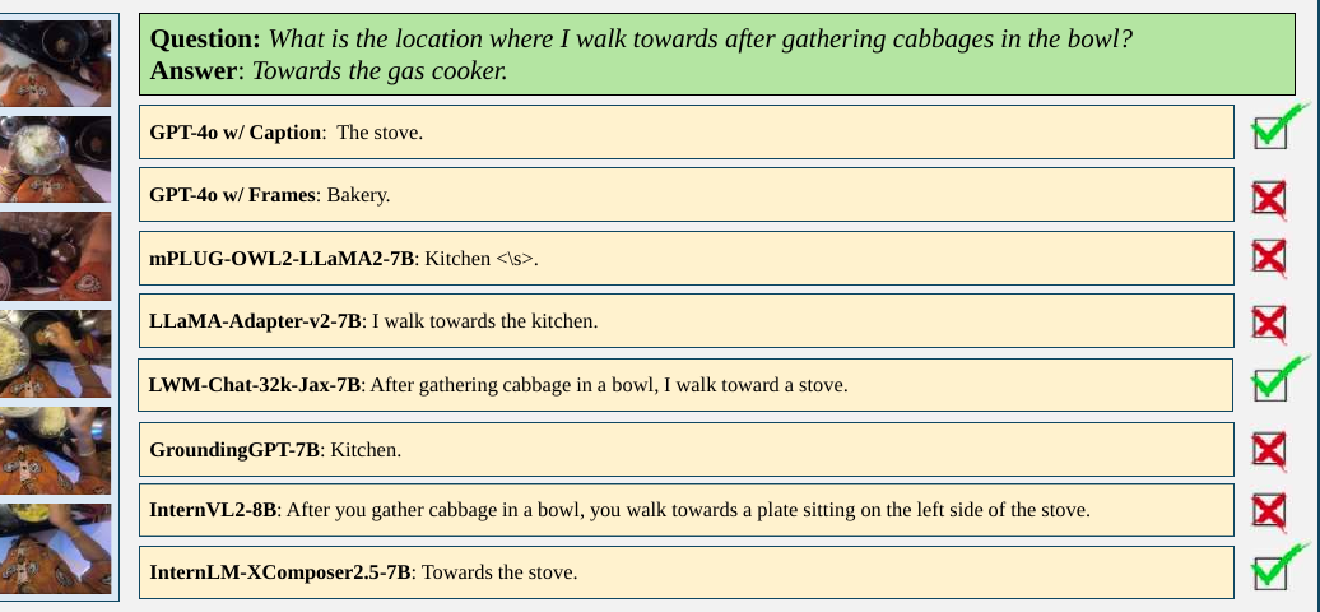 Question: What is the location where I walk towards after gathering cabbages in the bowl?
Answer: Towards the gas cooker.
GPT-4o w/ Caption: The stove.
GPT-4o w/ Frames: Bakery.
mPLUG-OWL2-LLaMA2-7B: Kitchen <\s>.
LLaMA-Adapter-v2-7B: I walk towards the kitchen.
LWM-Chat-32k-Jax-7B: After gathering cabbage in a bowl, I walk toward a stove.
GroundingGPT-7B: Kitchen.
InternVL2-8B: After you gather cabbage in a bowl, you walk towards a plate sitting on the left side of the stove.
InternLM-XComposer2.5-7B: Towards the stove.